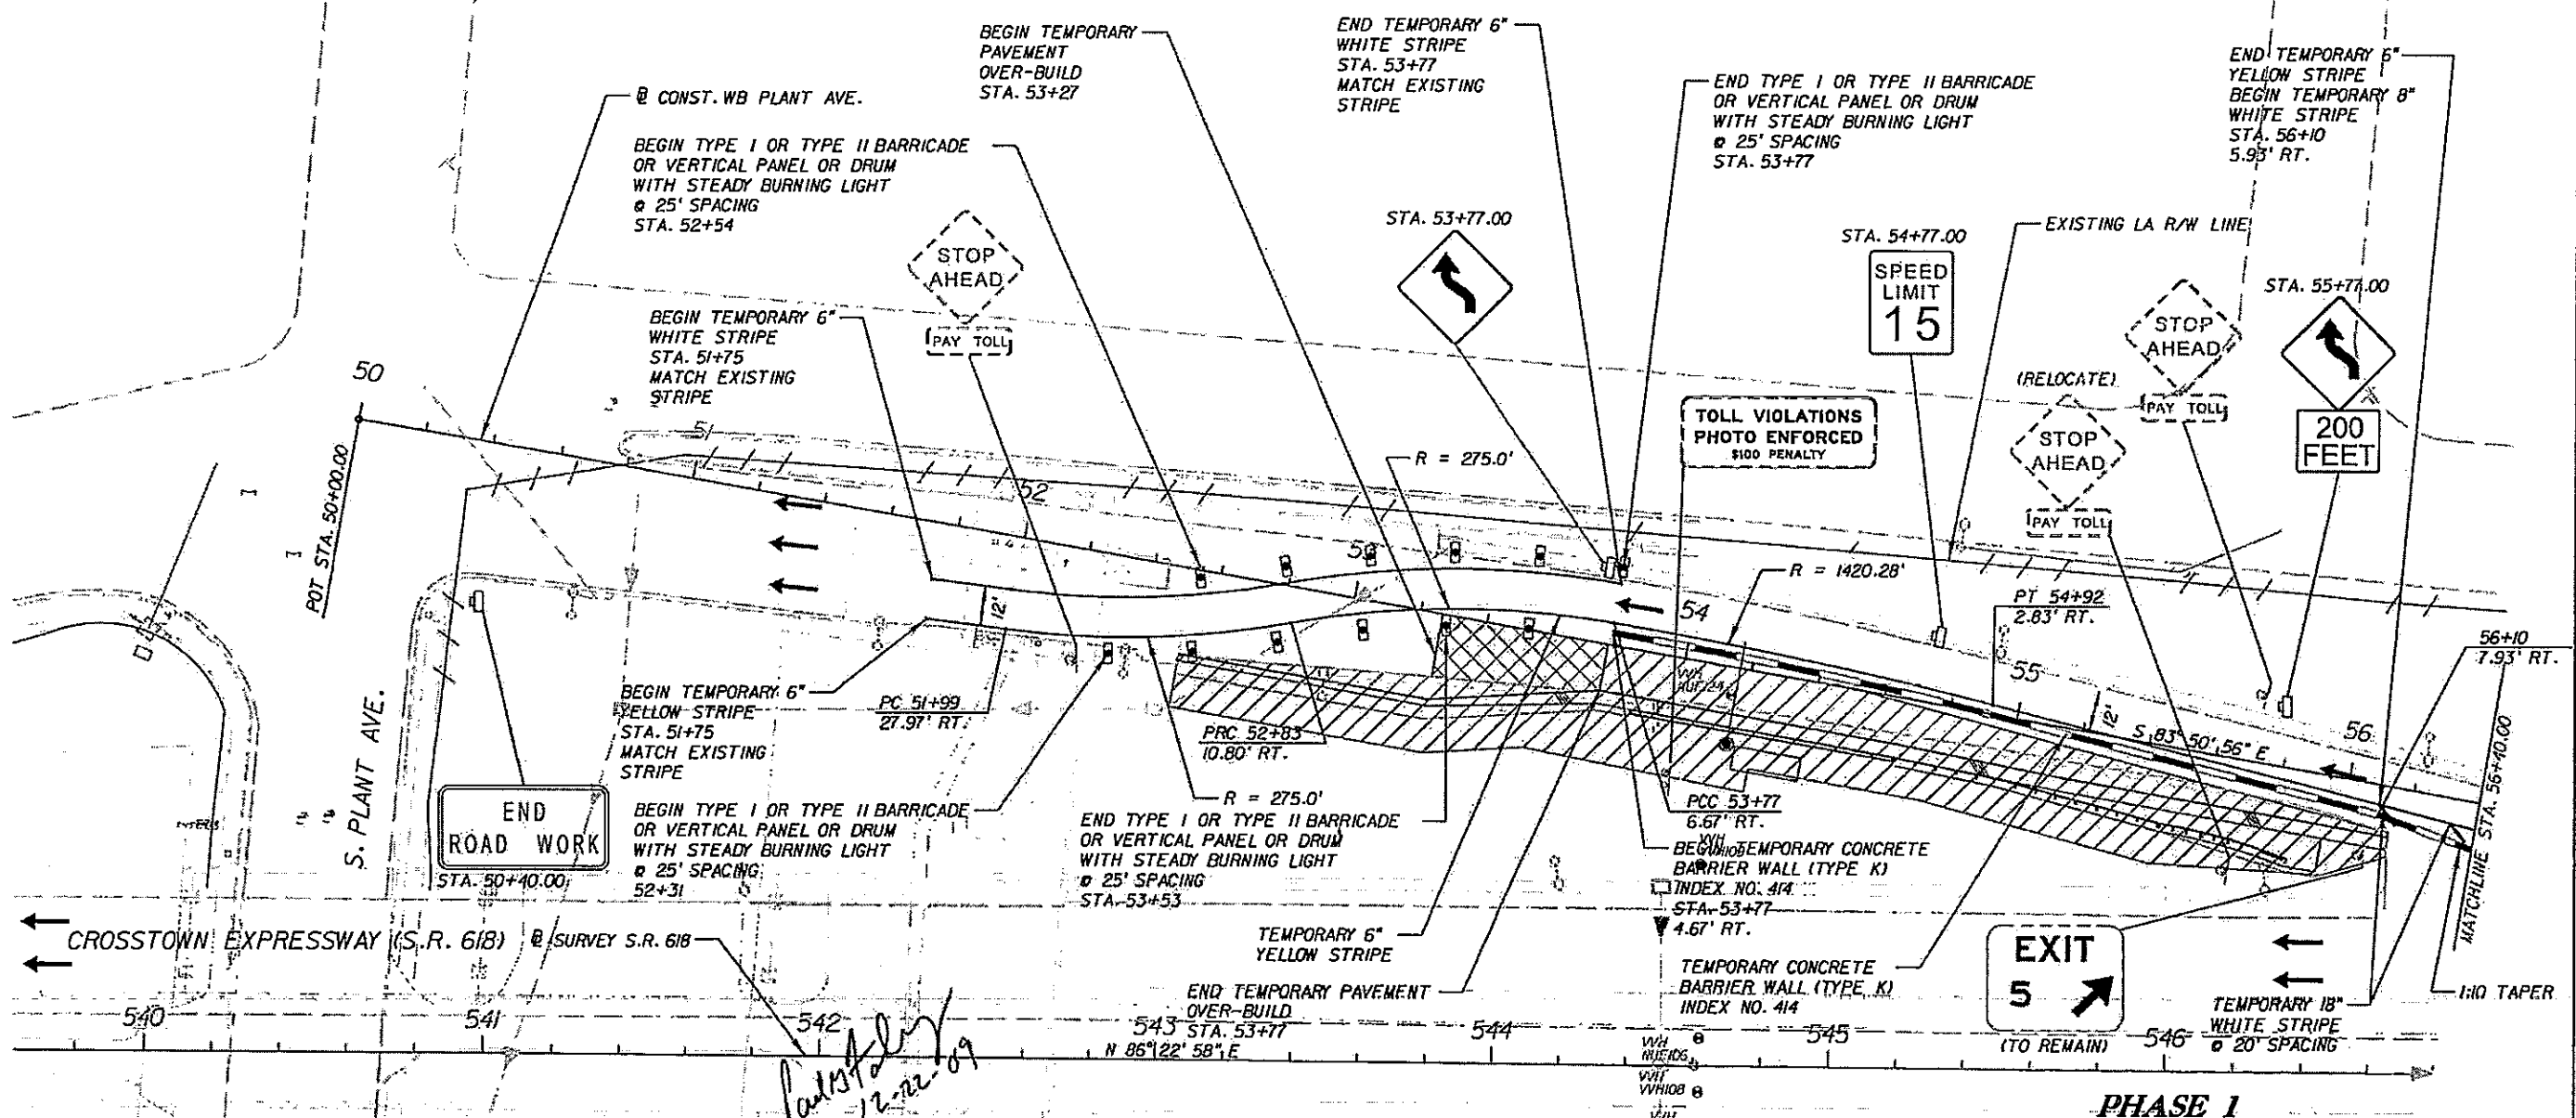 BEGIN TEMPORARY
PAVEMENT
OVER-BUILD
STA. 53+27
END TEMPORARY 6"
WHITE STRIPE
STA. 53+77
MATCH EXISTING
STRIPE
END TYPE I OR TYPE II BARRICADE
OR VERTICAL PANEL OR DRUM
WITH STEADY BURNING LIGHT
@ 25' SPACING
STA. 53+77
END TEMPORARY 6"
YELLOW STRIPE
BEGIN TEMPORARY 8"
WHITE STRIPE
STA. 56+10
5.93' RT.
CONST. WB PLANT AVE.
BEGIN TYPE I OR TYPE II BARRICADE
OR VERTICAL PANEL OR DRUM
WITH STEADY BURNING LIGHT
@ 25' SPACING
STA. 52+54
STOP
AHEAD
PAY TOLL
STA. 53+77.00
STA. 54+77.00
SPEED
LIMIT
15
EXISTING LA R/W LINE
STOP
AHEAD
PAY TOLL
STA. 55+77.00
200
FEET
BEGIN TEMPORARY 6"
WHITE STRIPE
STA. 51+75
MATCH EXISTING
STRIPE
(RELOCATE)
STOP
AHEAD
PAY TOLL
TOLL VIOLATIONS
PHOTO ENFORCED
$100 PENALTY
50
51
52
R = 275.0'
POT STA. 50+00.00
R = 1420.28'
54
PT 54+92
2.83' RT.
55
12'
S 83° 50' 56" E
56
56+10
7.93' RT.
MATCHLINE STA. 56+40.00
12'
S. PLANT AVE.
BEGIN TEMPORARY 6"
YELLOW STRIPE
STA. 51+75
MATCH EXISTING
STRIPE
PC 51+99
27.97' RT.
PRC 52+83
10.80' RT.
R = 275.0'
END
ROAD WORK
STA. 50+40.00
BEGIN TYPE I OR TYPE II BARRICADE
OR VERTICAL PANEL OR DRUM
WITH STEADY BURNING LIGHT
@ 25' SPACING
52+31
END TYPE I OR TYPE II BARRICADE
OR VERTICAL PANEL OR DRUM
WITH STEADY BURNING LIGHT
@ 25' SPACING
STA. 53+53
PCC 53+77
6.67' RT.
BEGIN TEMPORARY CONCRETE
BARRIER WALL (TYPE K)
INDEX NO. 414
STA. 53+77
4.67' RT.
TEMPORARY 6"
YELLOW STRIPE
TEMPORARY CONCRETE
BARRIER WALL (TYPE K)
INDEX NO. 414
EXIT
5
(TO REMAIN)
TEMPORARY 18"
WHITE STRIPE
@ 20' SPACING
1:10 TAPER
CROSSTOWN EXPRESSWAY (S.R. 618)
SURVEY S.R. 618
END TEMPORARY PAVEMENT
OVER-BUILD
STA. 53+77
N 86° 22' 58" E
540
541
542
543
544
545
546
12-22-09
VVH108
PHASE 1